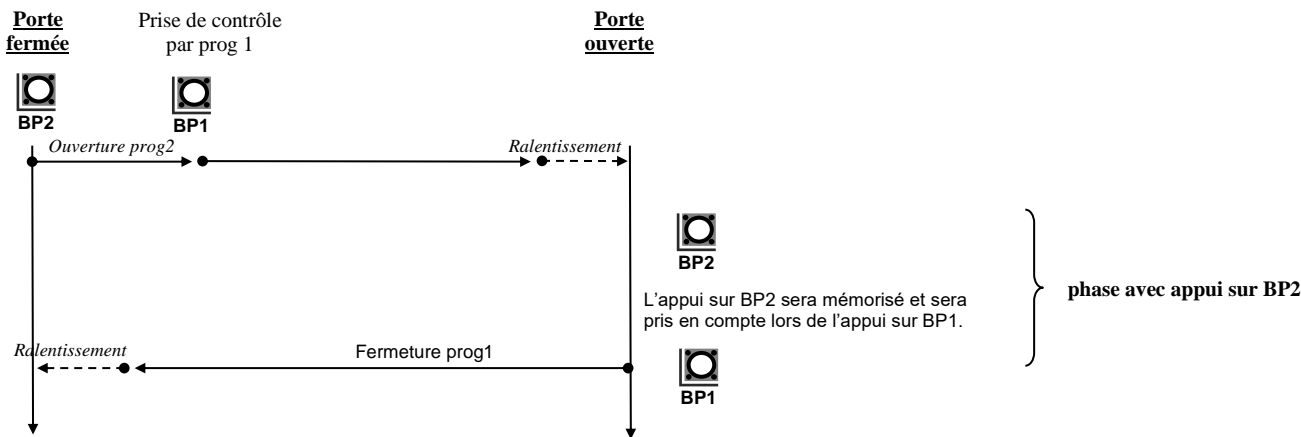 Porte
fermée
Prise de contrôle
par prog 1
Porte
ouverte
BP2
BP1
Ouverture prog2
Ralentissement
BP2
L'appui sur BP2 sera mémorisé et sera
pris en compte lors de l'appui sur BP1.
phase avec appui sur BP2
Ralentissement
Fermeture prog1
BP1